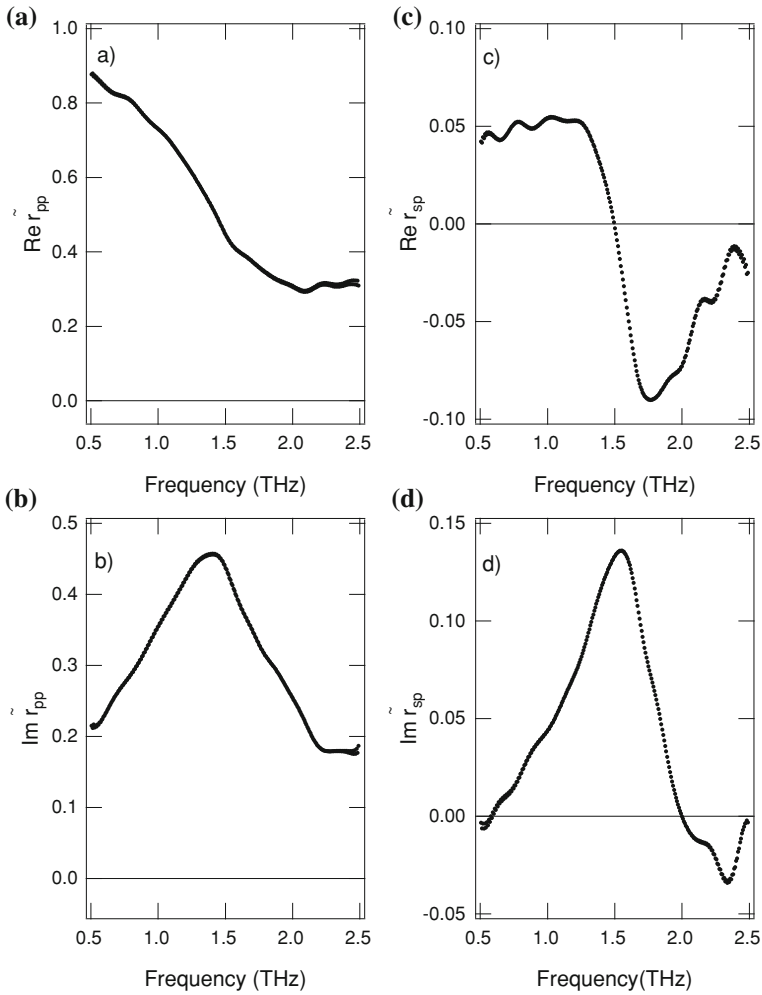 (a)
a)
1.0
0.8
0.6
0.4
0.2
0.0
Re r̃pp
0.5 1.0 1.5 2.0 2.5
Frequency (THz)
(c)
c)
0.10
0.05
0.00
-0.05
-0.10
Re r̃sp
0.5 1.0 1.5 2.0 2.5
Frequency (THz)
(b)
b)
0.5
0.4
0.3
0.2
0.1
0.0
Im r̃pp
0.5 1.0 1.5 2.0 2.5
Frequency (THz)
(d)
d)
0.15
0.10
0.05
0.00
-0.05
Im r̃sp
0.5 1.0 1.5 2.0 2.5
Frequency(THz)